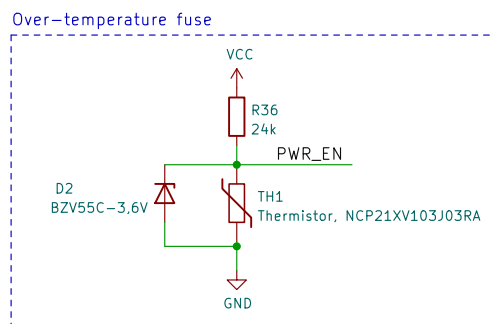 Over-temperature fuse
VCC
R36
24k
PWR_EN
D2
BZV55C-3,6V
TH1
Thermistor, NCP21XV103J03RA
GND